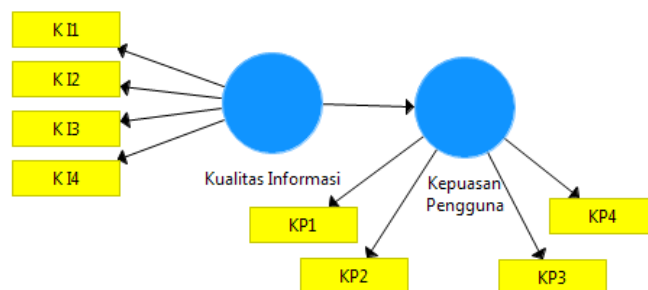 K I1
K I2
K I3
K I4
Kualitas Informasi
Kepuasan
Pengguna
KP1
KP2
KP3
KP4